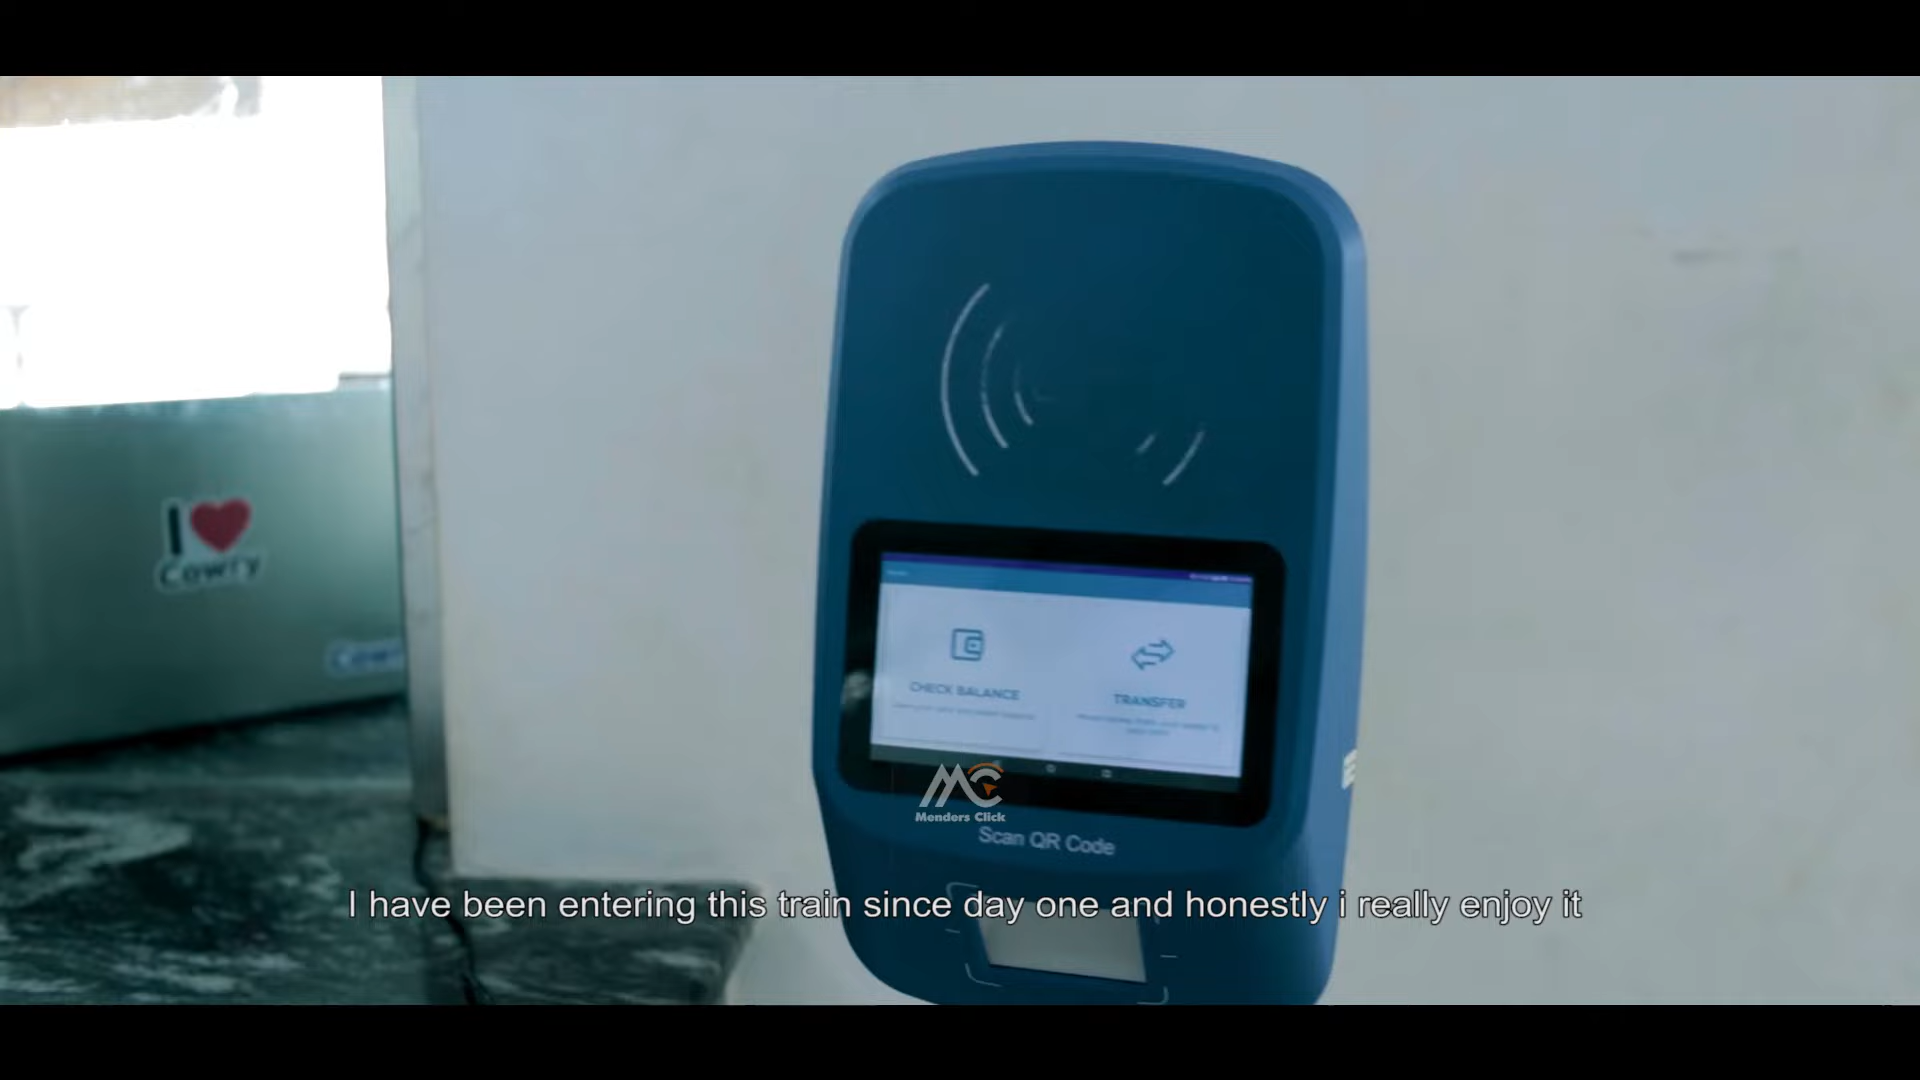 I
Cowry
CHECK BALANCE
TRANSFER
Menders Click
Scan QR Code
I have been entering this train since day one and honestly i really enjoy it